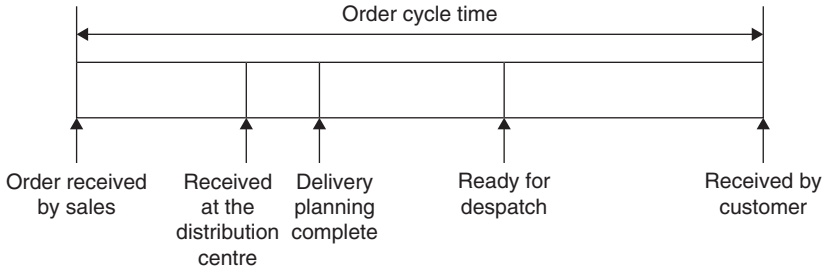 Order cycle time
Order received
by sales
Received
at the
distribution
centre
Delivery
planning
complete
Ready for
despatch
Received by
customer